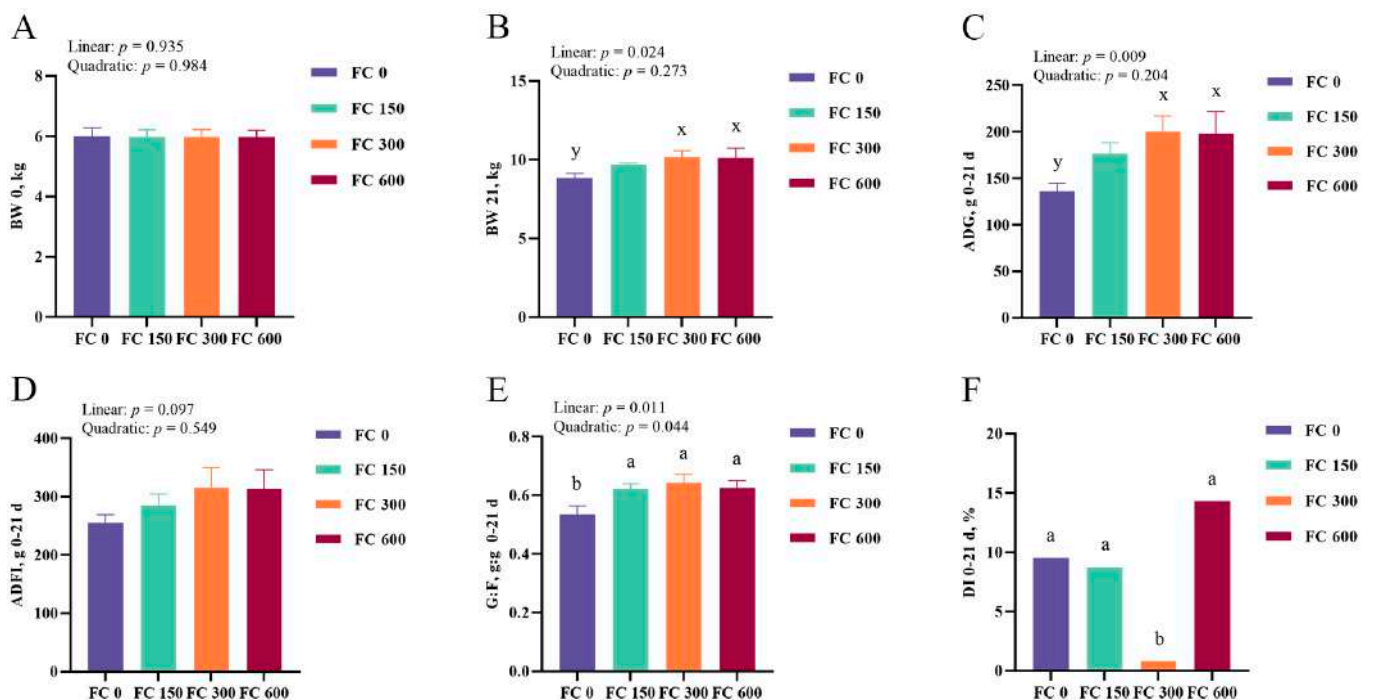 A
Linear: p = 0.935
Quadratic: p = 0.984
BW 0, kg
8
6
4
2
0
FC 0 FC 150 FC 300 FC 600
FC 0
FC 150
FC 300
FC 600
B
Linear: p = 0.024
Quadratic: p = 0.273
BW 21, kg
15
10
5
0
y x x
FC 0 FC 150 FC 300 FC 600
FC 0
FC 150
FC 300
FC 600
C
Linear: p = 0.009
Quadratic: p = 0.204
ADG, g 0-21 d
250
200
150
100
50
0
y x x
FC 0 FC 150 FC 300 FC 600
FC 0
FC 150
FC 300
FC 600
D
Linear: p = 0.097
Quadratic: p = 0.549
ADFI, g 0-21 d
400
300
200
100
0
FC 0 FC 150 FC 300 FC 600
FC 0
FC 150
FC 300
FC 600
E
Linear: p = 0.011
Quadratic: p = 0.044
G:F, g:g 0-21 d
0.8
0.6
0.4
0.2
0.0
b a a a
FC 0 FC 150 FC 300 FC 600
FC 0
FC 150
FC 300
FC 600
F
DI 0-21 d, %
20
15
10
5
0
a a b a
FC 0 FC 150 FC 300 FC 600
FC 0
FC 150
FC 300
FC 600